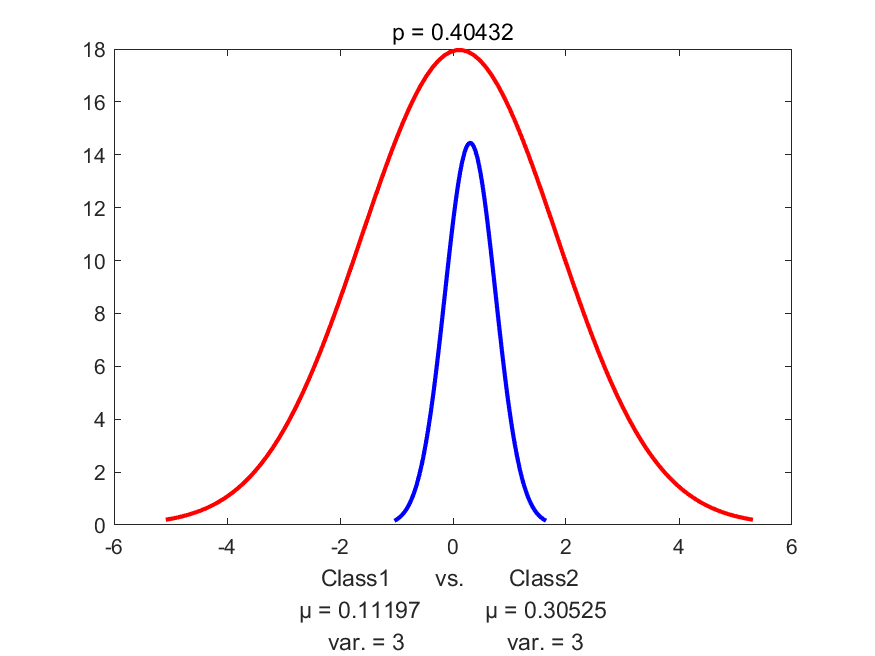 p = 0.40432
18
16
14
12
10
8
6
4
2
0
-6 -4 -2 0 2 4 6
Class1 vs. Class2
μ = 0.11197 μ = 0.30525
var. = 3 var. = 3